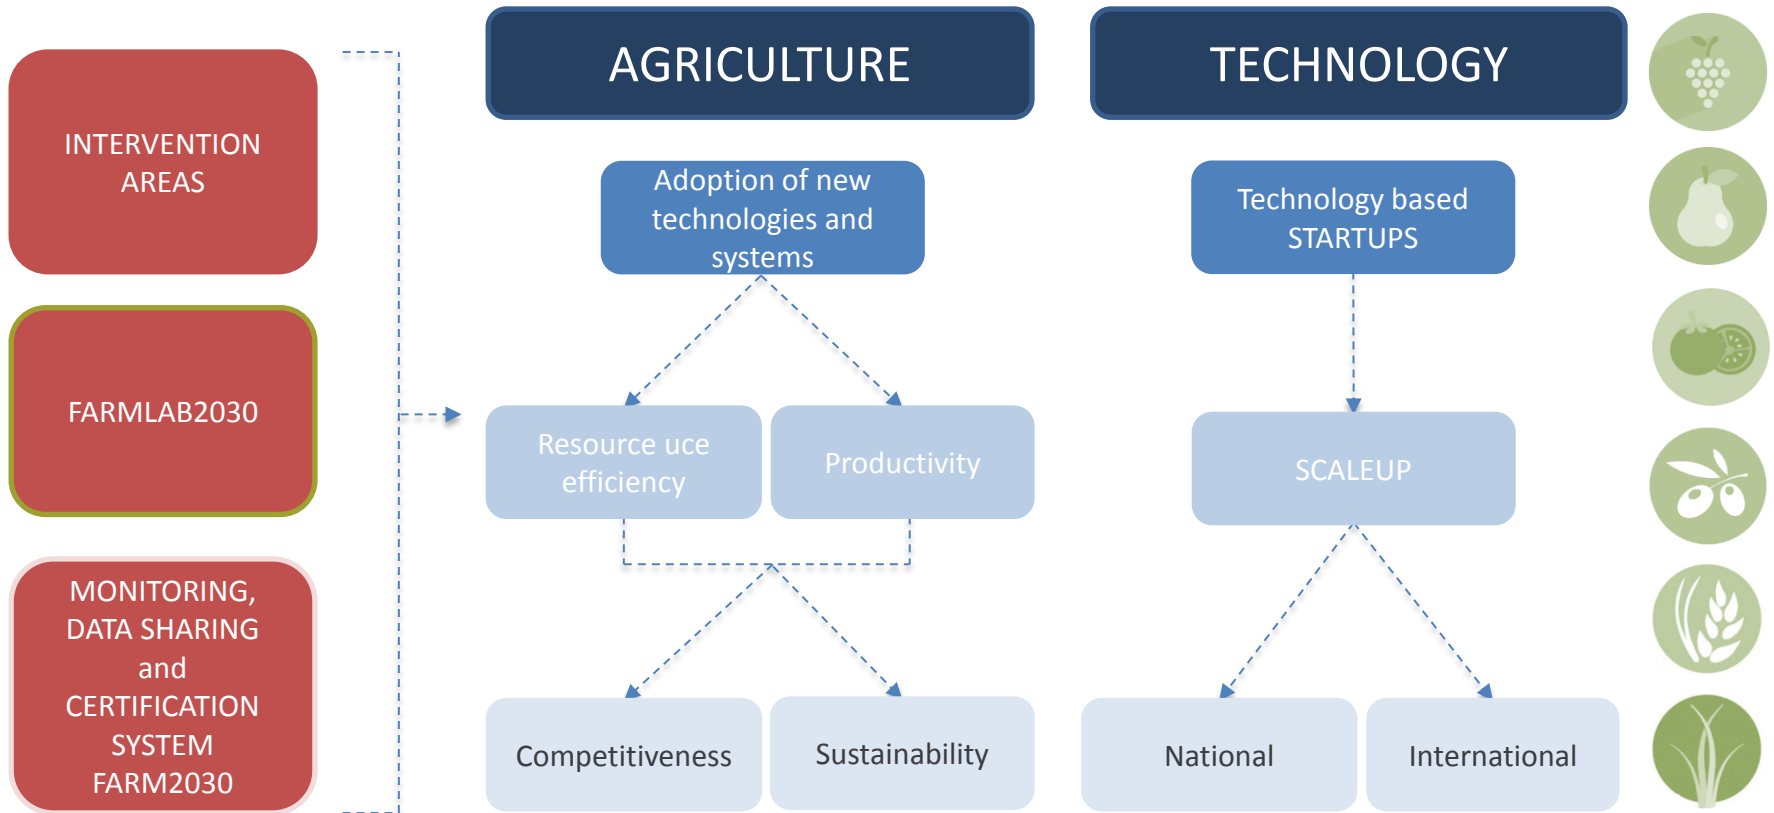 INTERVENTION
AREAS
FARMLAB2030
MONITORING,
DATA SHARING
and
CERTIFICATION
SYSTEM
FARM2030
AGRICULTURE
Adoption of new
technologies and
systems
Resource uce
efficiency
Productivity
Competitiveness
Sustainability
TECHNOLOGY
Technology based
STARTUPS
SCALEUP
National
International